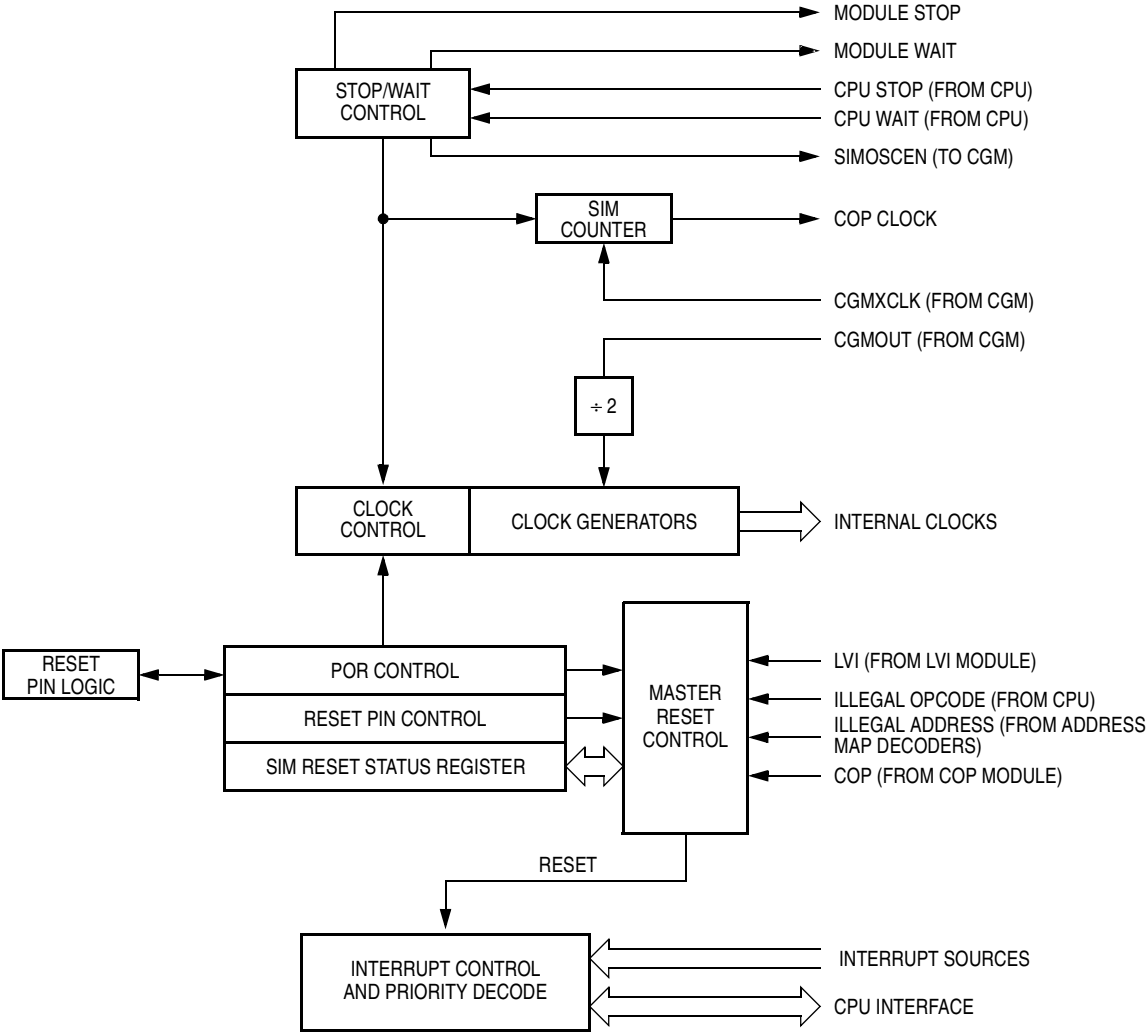 MODULE STOP
MODULE WAIT
STOP/WAIT
CONTROL
CPU STOP (FROM CPU)
CPU WAIT (FROM CPU)
SIMOSCEN (TO CGM)
SIM
COUNTER
COP CLOCK
CGMXCLK (FROM CGM)
CGMOUT (FROM CGM)
÷ 2
CLOCK
CONTROL
CLOCK GENERATORS
INTERNAL CLOCKS
RESET
PIN LOGIC
POR CONTROL
RESET PIN CONTROL
SIM RESET STATUS REGISTER
MASTER
RESET
CONTROL
LVI (FROM LVI MODULE)
ILLEGAL OPCODE (FROM CPU)
ILLEGAL ADDRESS (FROM ADDRESS
MAP DECODERS)
COP (FROM COP MODULE)
RESET
INTERRUPT CONTROL
AND PRIORITY DECODE
INTERRUPT SOURCES
CPU INTERFACE